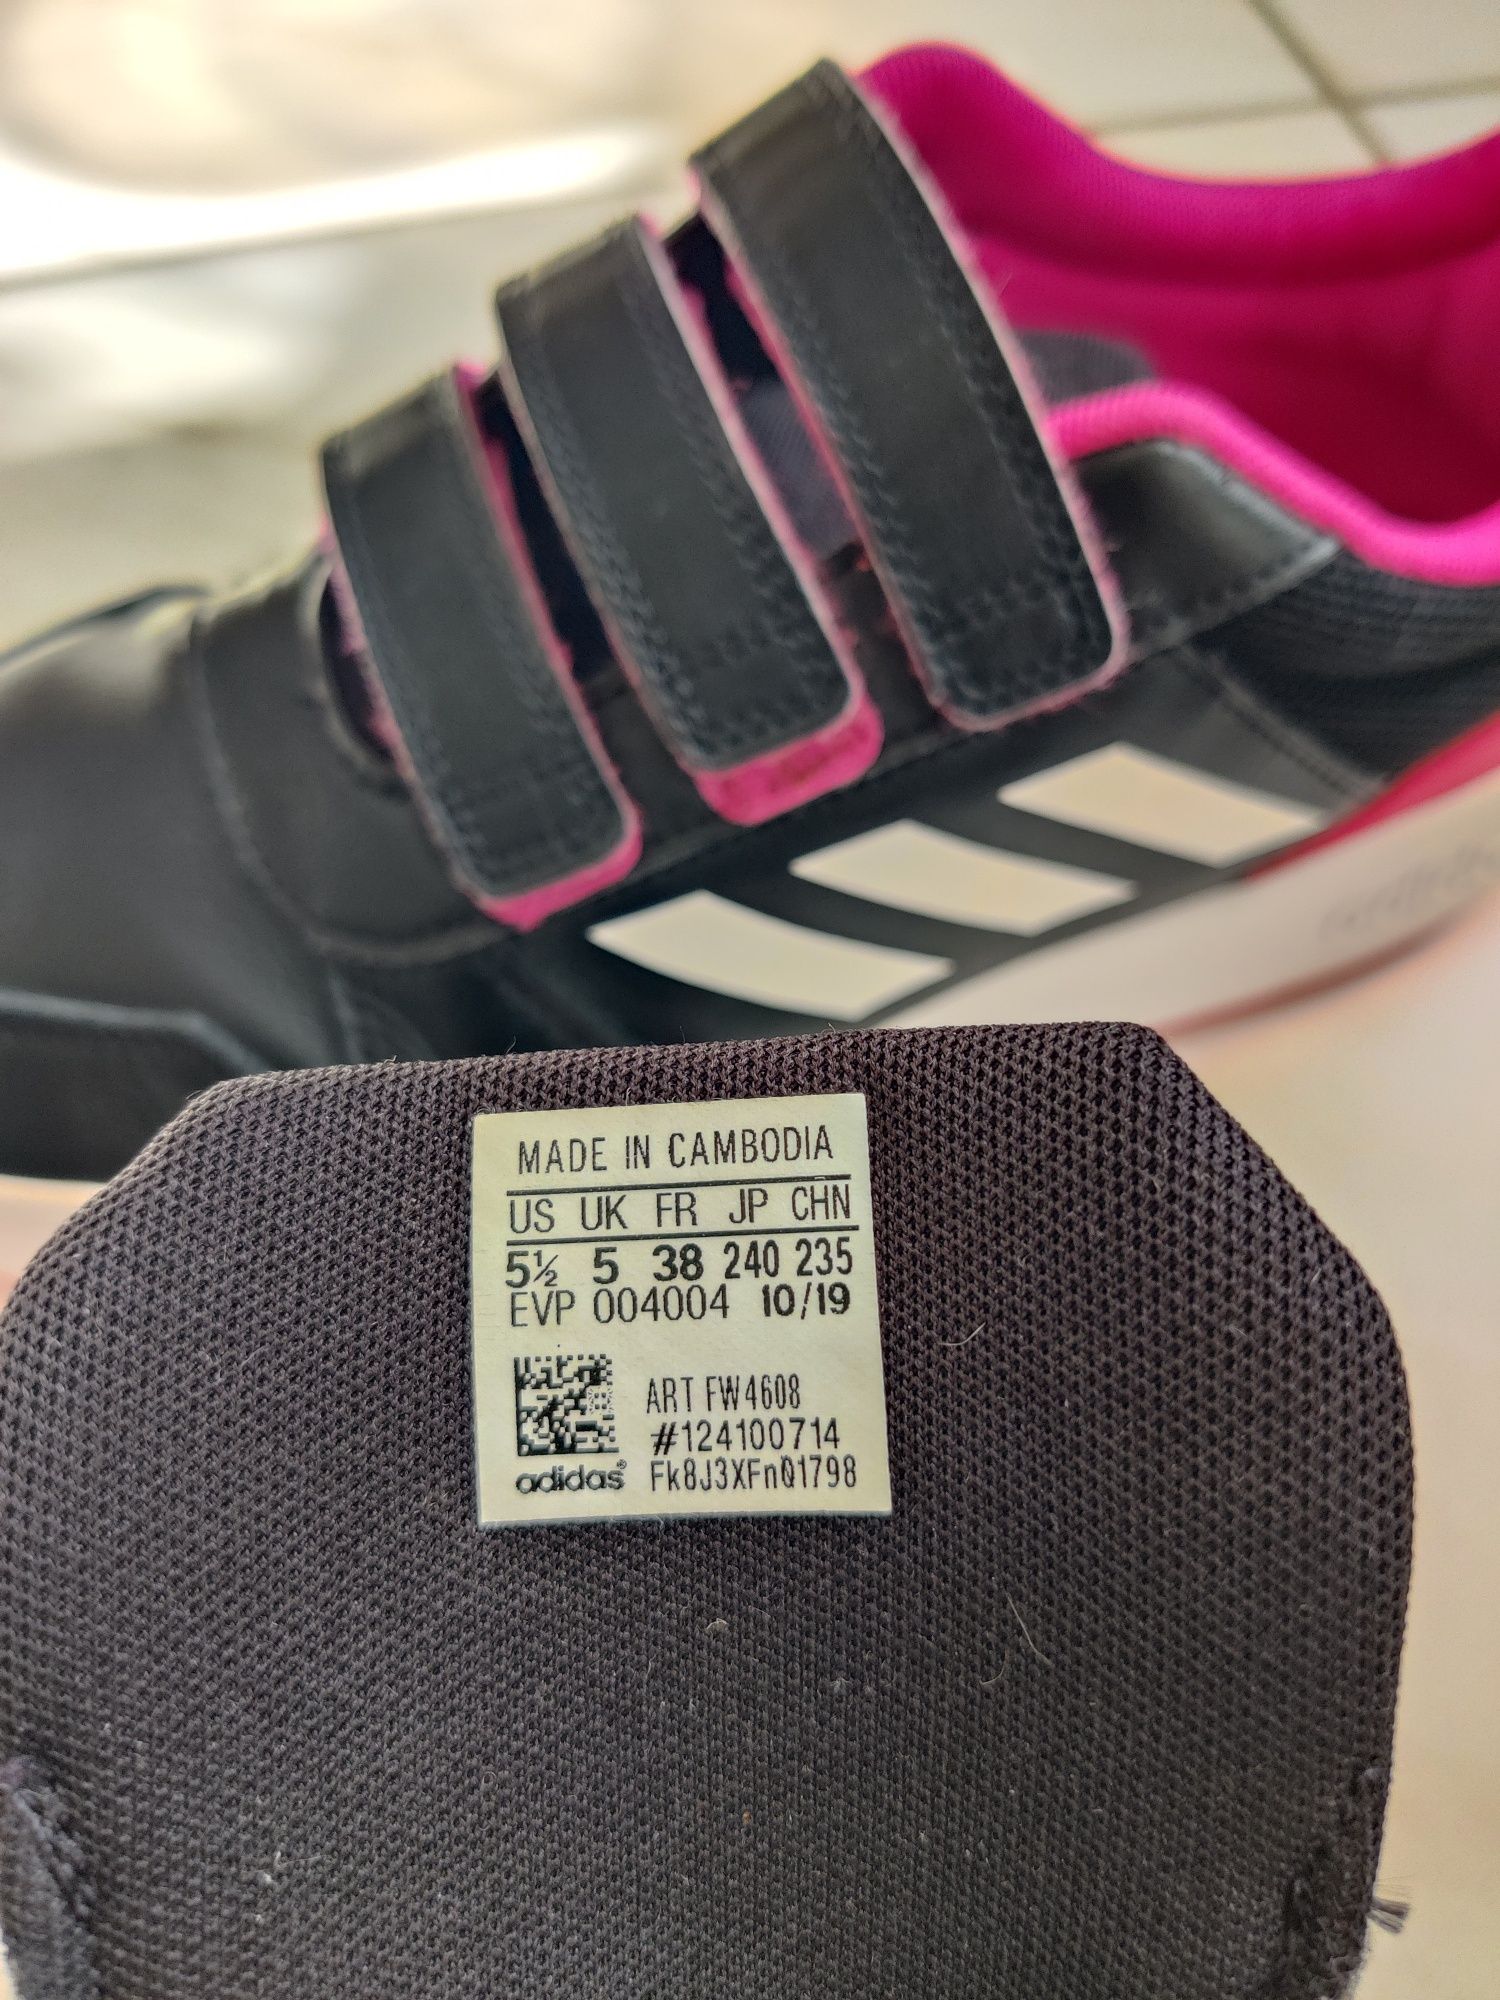 MADE IN CAMBODIA
US UK FR JP CHN
5½ 5 38 240 235
EVP 004004 10/19
ART FW4608
#124100714
adidas® Fk8J3XFnQ1798